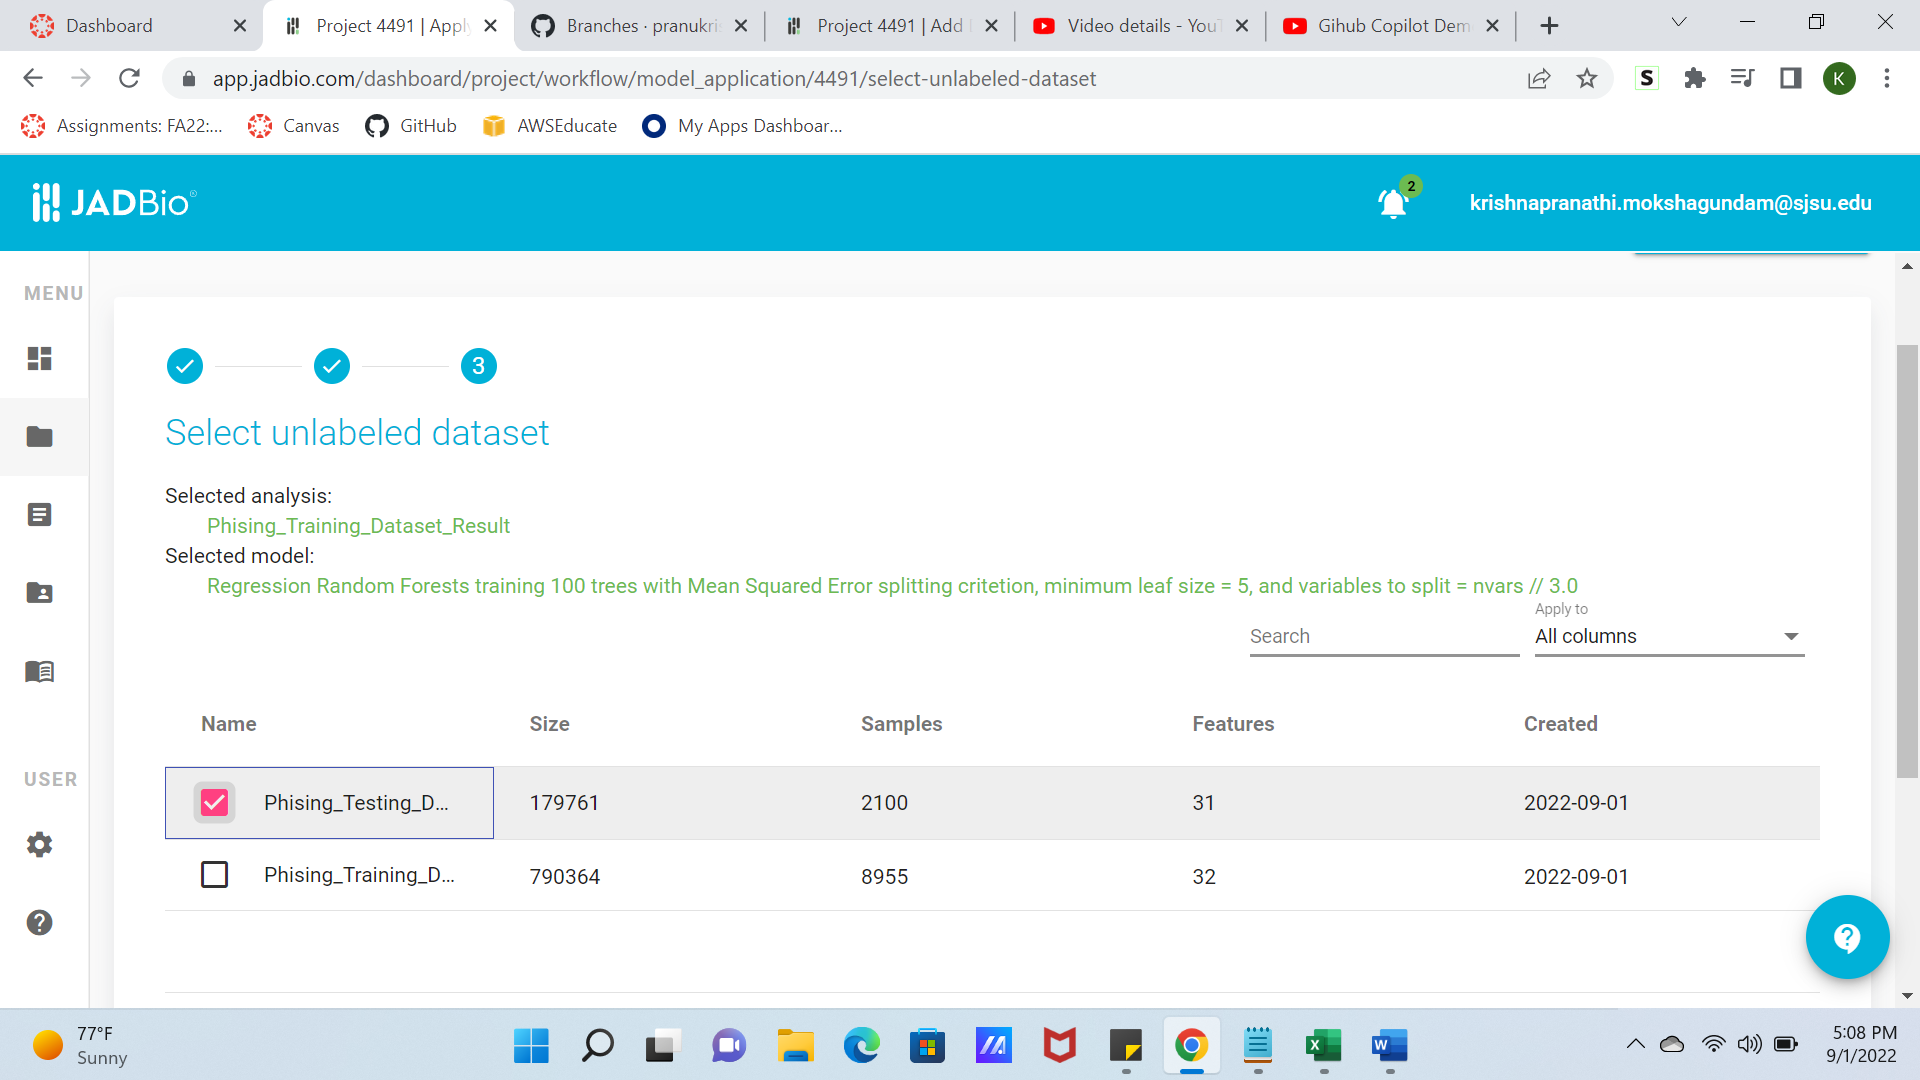 Dashboard
Project 4491 | Apply
Branches · pranukris
Project 4491 | Add
Video details - YouT
Gihub Copilot Dem
app.jadbio.com/dashboard/project/workflow/model_application/4491/select-unlabeled-dataset
S
K
Assignments: FA22:...
Canvas
GitHub
AWSEducate
My Apps Dashboar...
JADBio
2
krishnapranathi.mokshagundam@sjsu.edu
MENU
3
Select unlabeled dataset
Selected analysis:
Phising_Training_Dataset_Result
Selected model:
Regression Random Forests training 100 trees with Mean Squared Error splitting critetion, minimum leaf size = 5, and variables to split = nvars // 3.0
Apply to
Search
All columns
Name Size Samples Features Created
USER
Phising_Testing_D... 179761 2100 31 2022-09-01
Phising_Training_D... 790364 8955 32 2022-09-01
77°F
Sunny
5:08 PM
9/1/2022